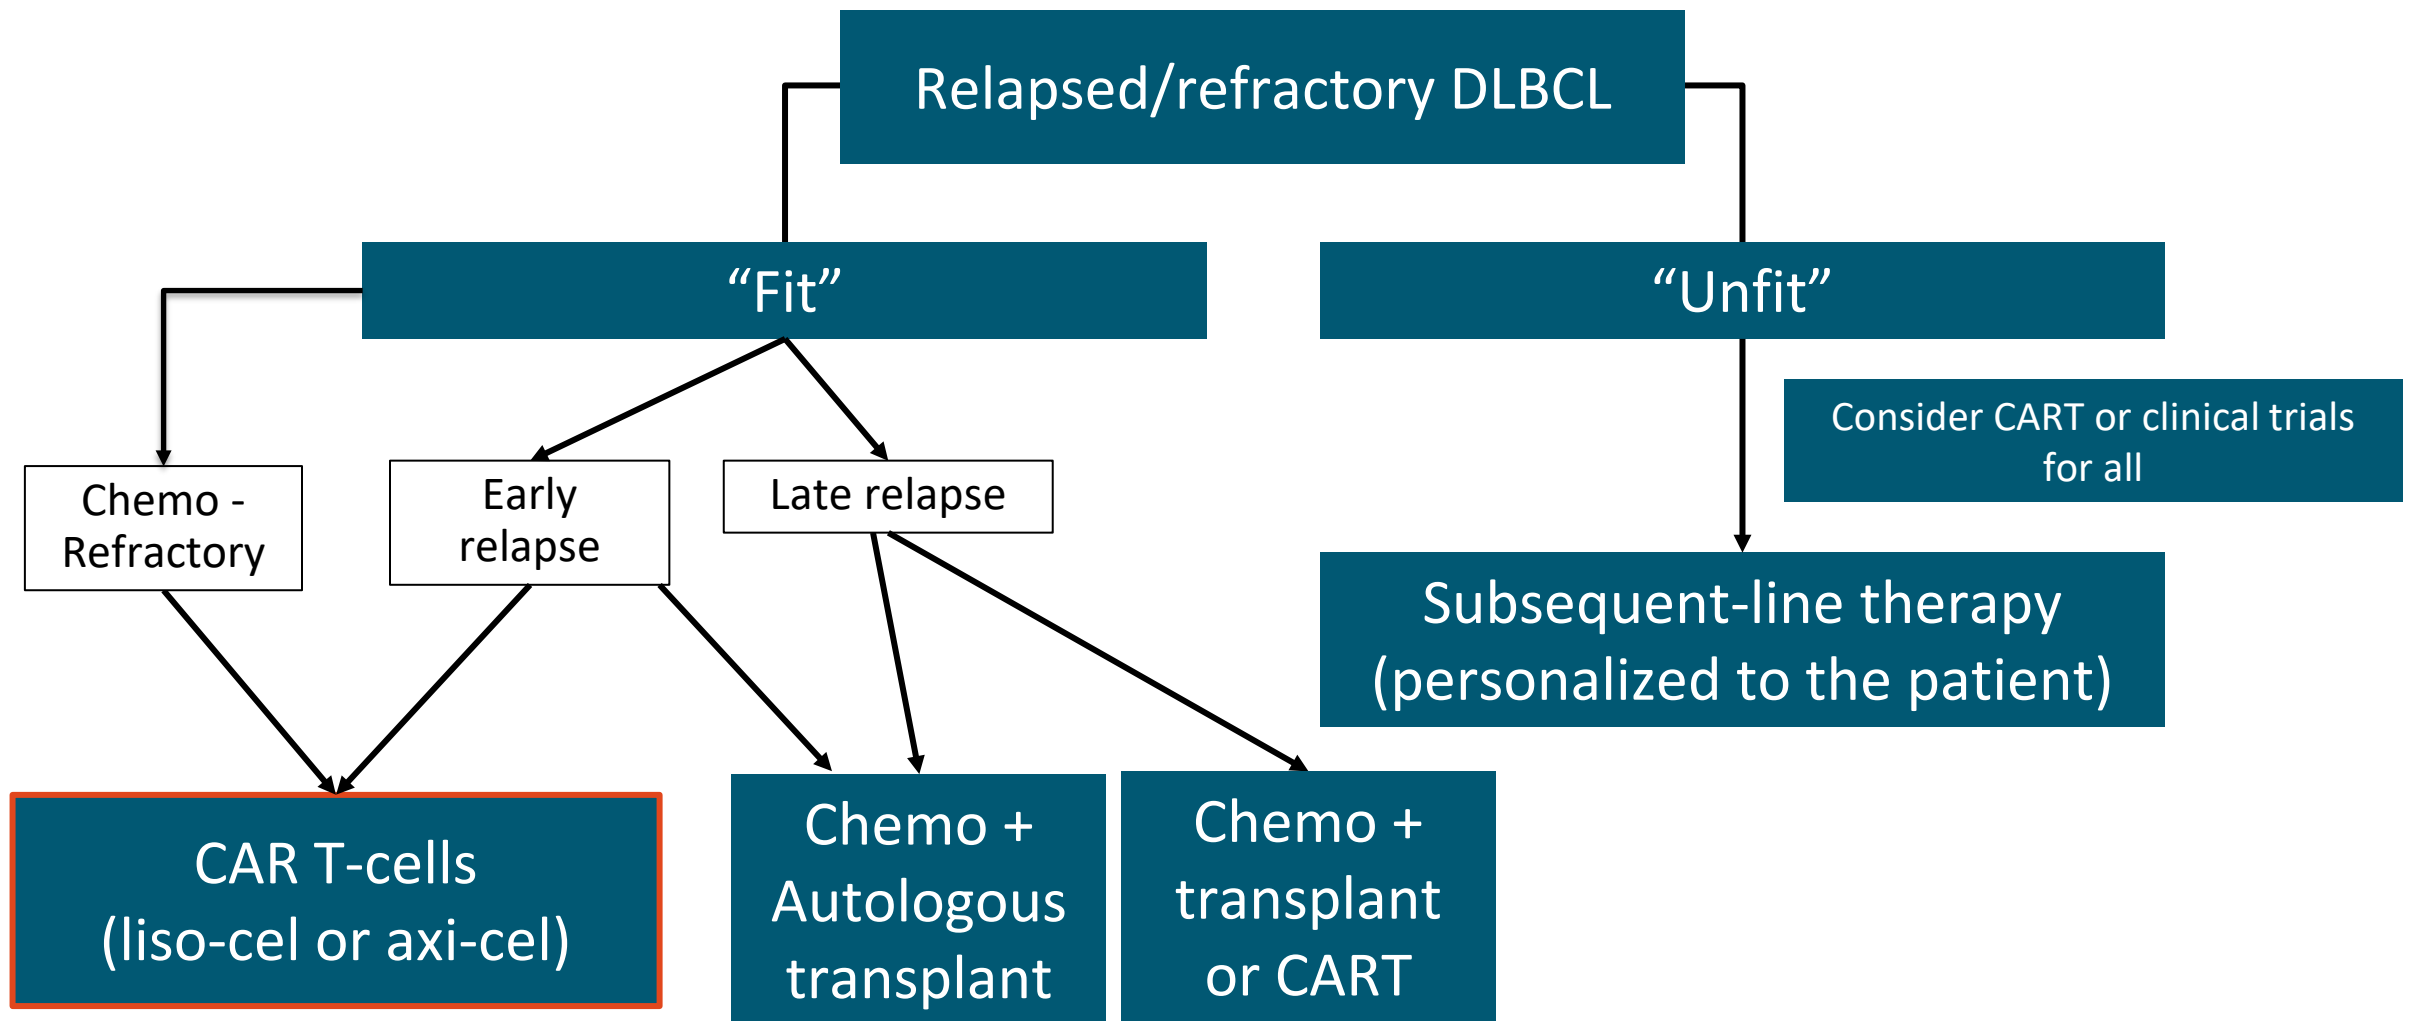 Relapsed/refractory DLBCL
“Fit”
“Unfit”
Consider CART or clinical trials
for all
Chemo -
Refractory
Early
relapse
Late relapse
Subsequent-line therapy
(personalized to the patient)
CAR T-cells
(liso-cel or axi-cel)
Chemo +
Autologous
transplant
Chemo +
transplant
or CART